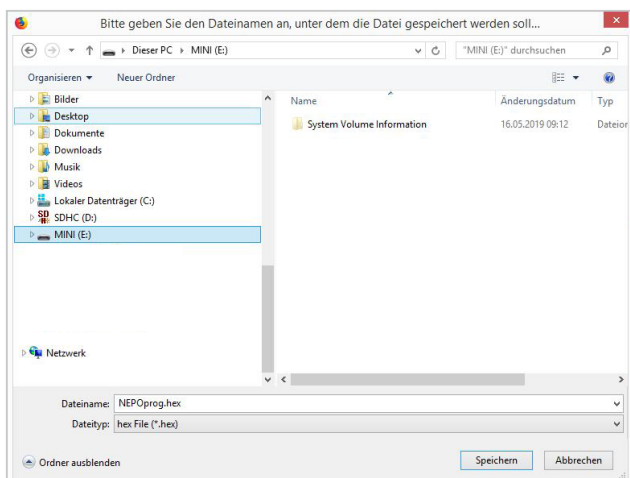 Bitte geben Sie den Dateinamen an, unter dem die Datei gespeichert werden soll...
Dieser PC MINI (E:) "MINI (E:)" durchsuchen
Organisieren Neuer Ordner
Bilder
Desktop
Dokumente
Downloads
Musik
Videos
Lokaler Datenträger (C:)
SD SDHC (D:)
MINI (E:)
Netzwerk
Name Änderungsdatum Typ
System Volume Information 16.05.2019 09:12 Dateior
Dateiname: NEPOprog.hex
Dateityp: hex File (*.hex)
Ordner ausblenden Speichern Abbrechen